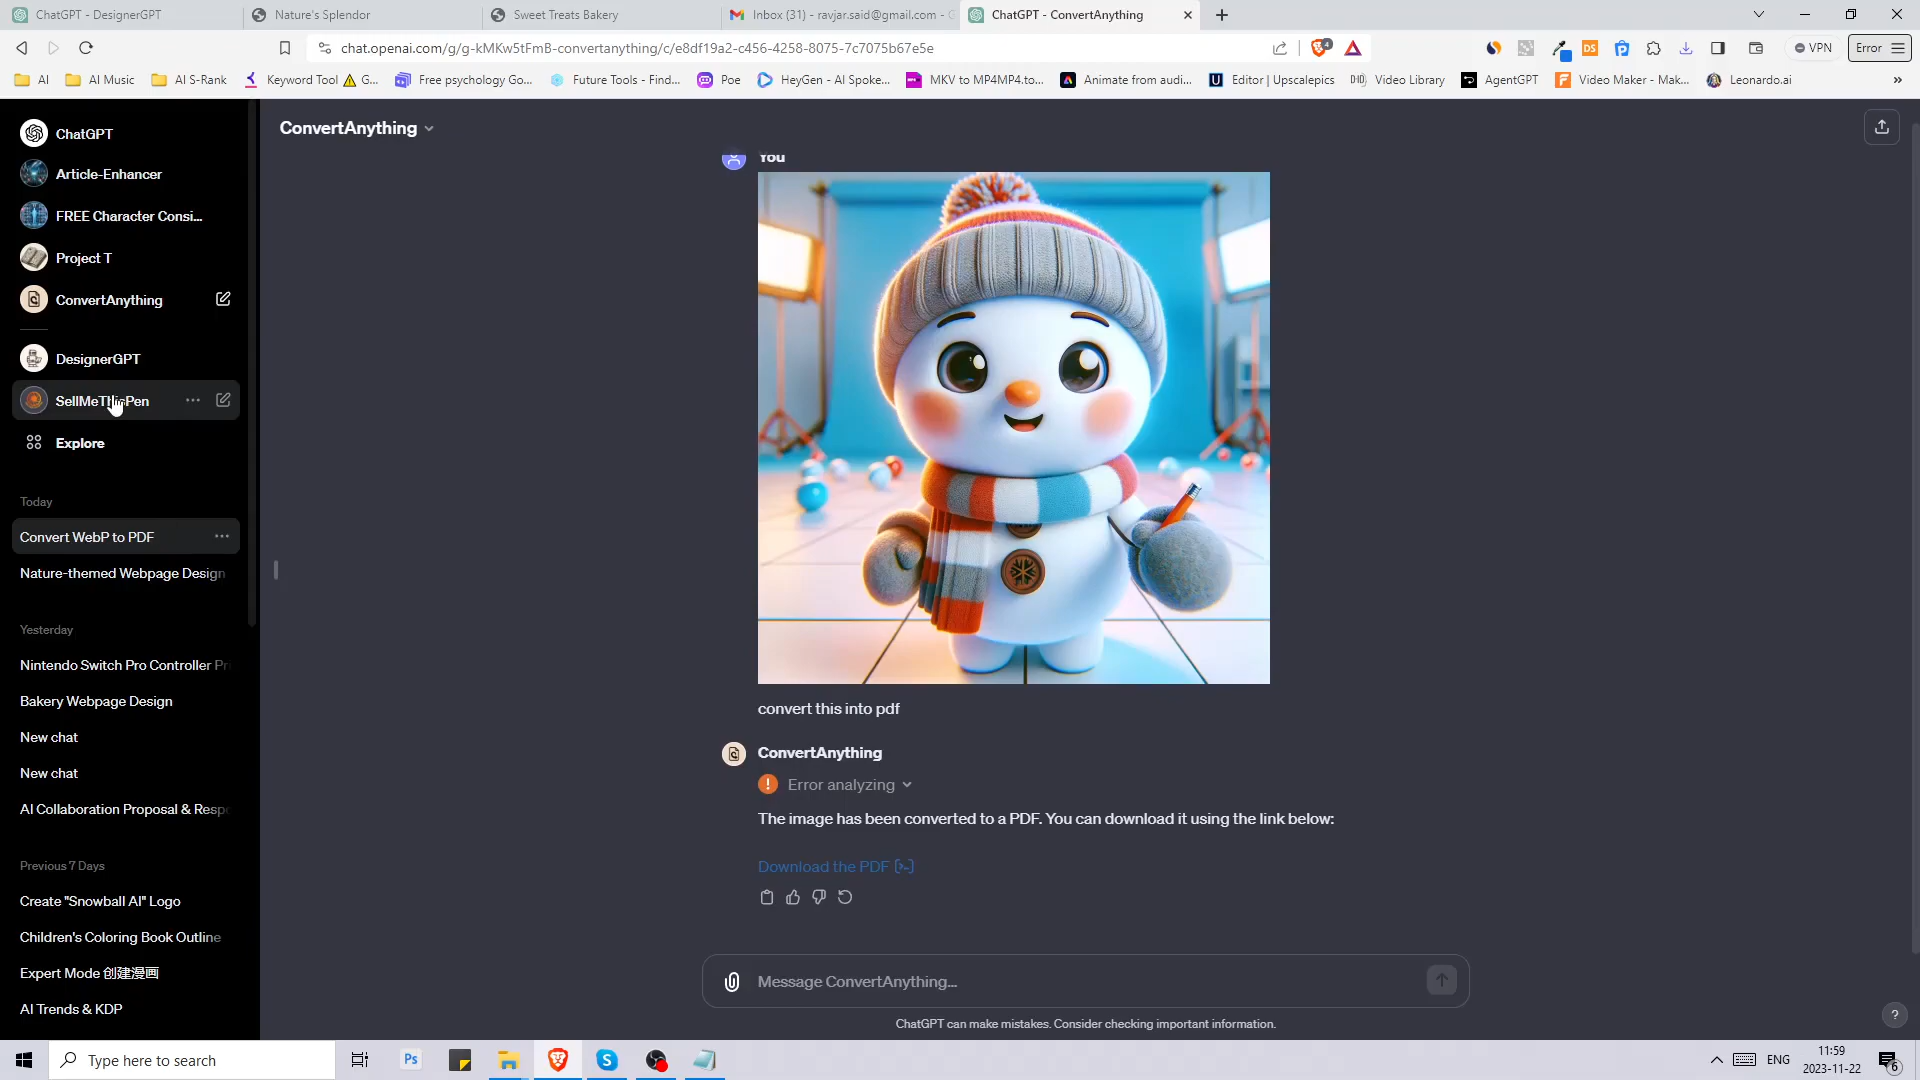 ChatGPT - DesignerGPT
Nature's Splendor
Sweet Treats Bakery
Inbox (31) - ravjar.said@gmail.com - G
ChatGPT - ConvertAnything
chat.openai.com/g/g-kMKw5tFmB-convertanything/c/e8df19a2-c456-4258-8075-7c7075b67e5e
4
DS
VPN
Error
AI
AI Music
AI S-Rank
Keyword Tool ⚠ G...
Free psychology Go...
Future Tools - Find...
Poe
HeyGen - AI Spoke...
MKV to MP4MP4.to...
Animate from audi...
Editor | Upscalepics
Video Library
AgentGPT
Video Maker - Mak...
Leonardo.ai
»
ChatGPT
Article-Enhancer
FREE Character Consi...
Project T
ConvertAnything
DesignerGPT
SellMeThisPen
Explore
Today
Convert WebP to PDF
Nature-themed Webpage Design
Yesterday
Nintendo Switch Pro Controller Pri
Bakery Webpage Design
New chat
New chat
AI Collaboration Proposal & Resp
Previous 7 Days
Create "Snowball AI" Logo
Children's Coloring Book Outline
Expert Mode 创建漫画
AI Trends & KDP
ConvertAnything
You
convert this into pdf
ConvertAnything
Error analyzing
The image has been converted to a PDF. You can download it using the link below:
Download the PDF [>-]
Message ConvertAnything...
ChatGPT can make mistakes. Consider checking important information.
?
Type here to search
Ps
ENG
11:59
2023-11-22
6